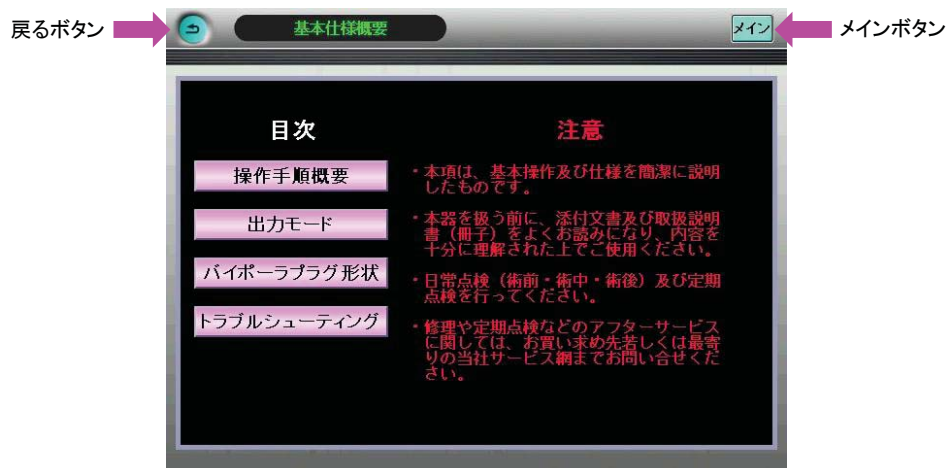 戻るボタン
基本仕様概要
メイン
メインボタン
目次
操作手順概要
出力モード
バイポーラプラグ形状
トラブルシューティング
注意
・本項は、基本操作及び仕様を簡潔に説明
したものです。
・本器を扱う前に、添付文書及び取扱説明
書（冊子）をよくお読みになり、内容を
十分に理解された上でご使用ください。
・日常点検（術前・術中・術後）及び定期
点検を行ってください。
・修理や定期点検などのアフターサービス
に関しては、お買い求め先若しくは最寄
りの当社サービス網までお問い合せくだ
さい。